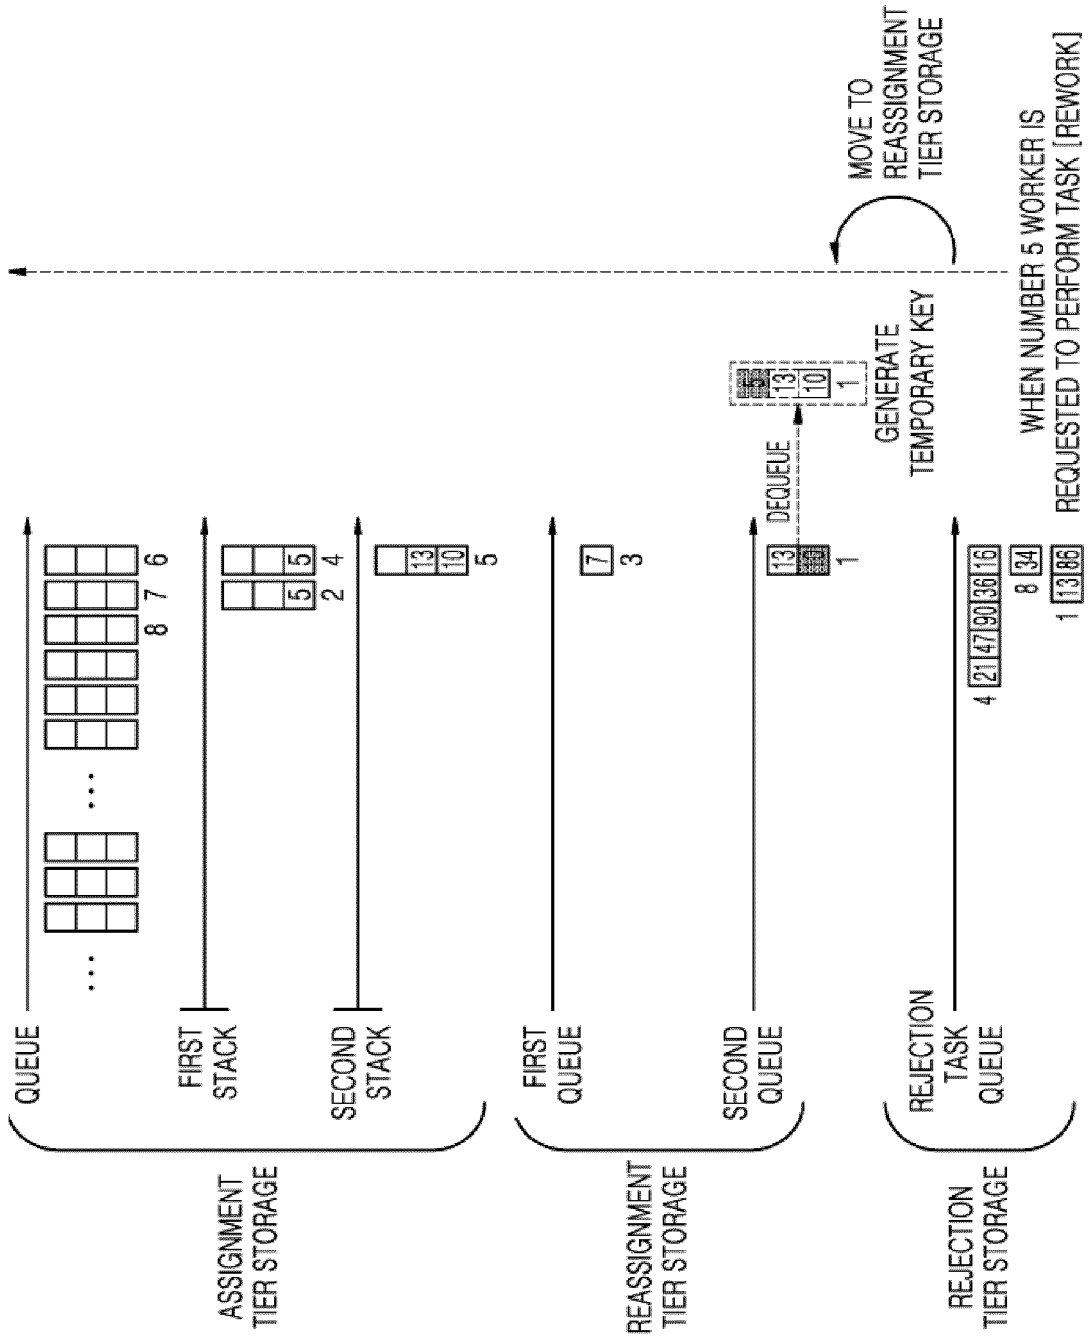 QUEUE
...
...
8 7 6
ASSIGNMENT
TIER STORAGE
FIRST
STACK
5 5
2 4
SECOND
STACK
13
10
5
REASSIGNMENT
TIER STORAGE
FIRST
QUEUE
7
3
SECOND
QUEUE
13
10
1
DEQUEUE
5
13
10
1
GENERATE
TEMPORARY KEY
MOVE TO
REASSIGNMENT
TIER STORAGE
REJECTION
TIER STORAGE
REJECTION
TASK
QUEUE
4 21 47 90 36 16
8 34
1 13 86
WHEN NUMBER 5 WORKER IS
REQUESTED TO PERFORM TASK [REWORK]